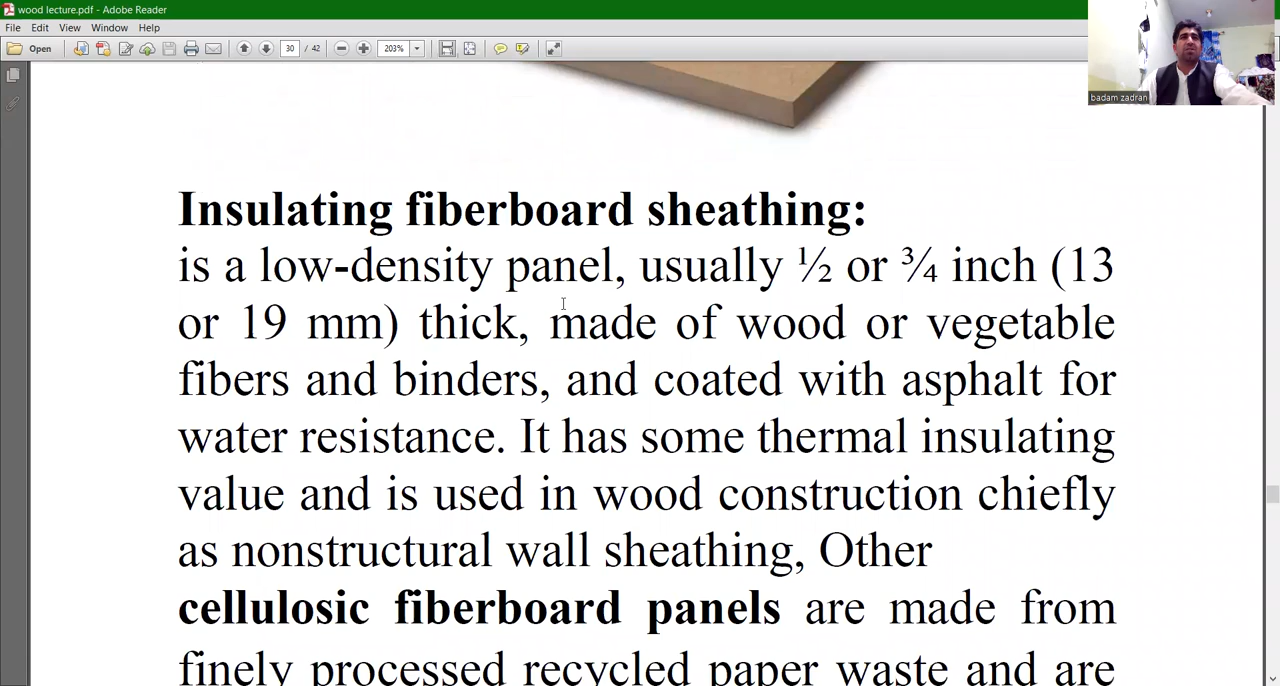 wood lecture.pdf - Adobe Reader
File Edit View Window Help
Open 30 / 42 203%
badam zadran
Insulating fiberboard sheathing:
is a low-density panel, usually ½ or ¾ inch (13
or 19 mm) thick, made of wood or vegetable
fibers and binders, and coated with asphalt for
water resistance. It has some thermal insulating
value and is used in wood construction chiefly
as nonstructural wall sheathing, Other
cellulosic fiberboard panels are made from
finely processed recycled paper waste and are